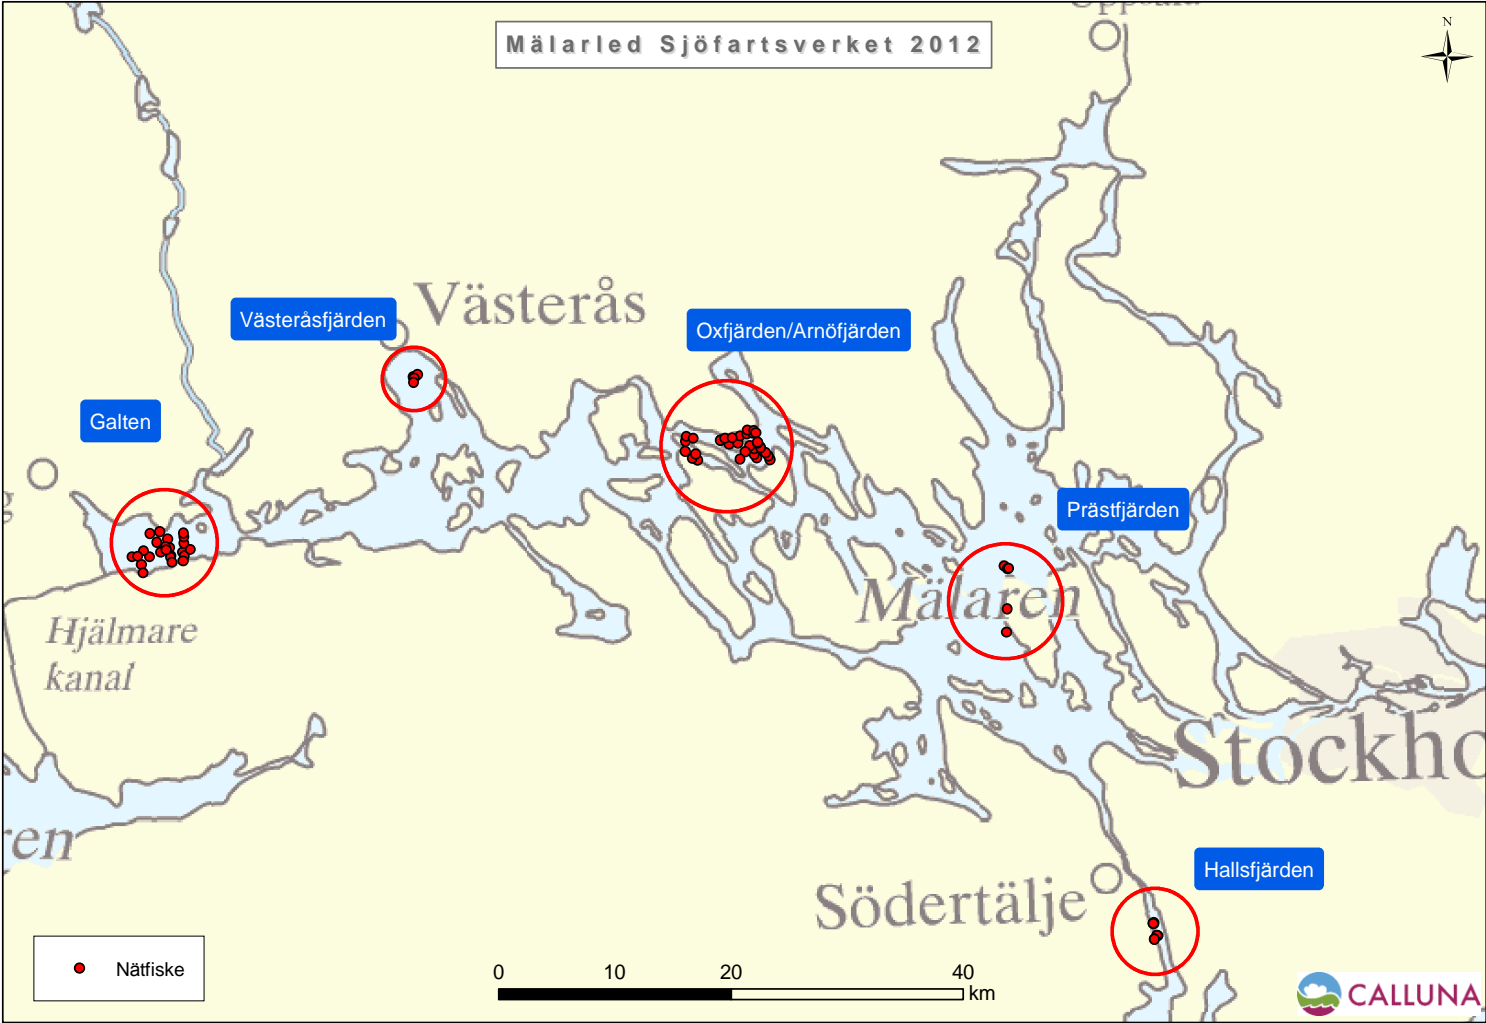 Mälarled Sjöfartsverket 2012
N
Västerås
Västeråsfjärden
Oxfjärden/Arnöfjärden
Galten
Prästfjärden
Mälaren
Hjälmare
kanal
Stockho
ren
Hallsfjärden
Södertälje
Nätfiske
0 10 20 40
km
CALLUNA